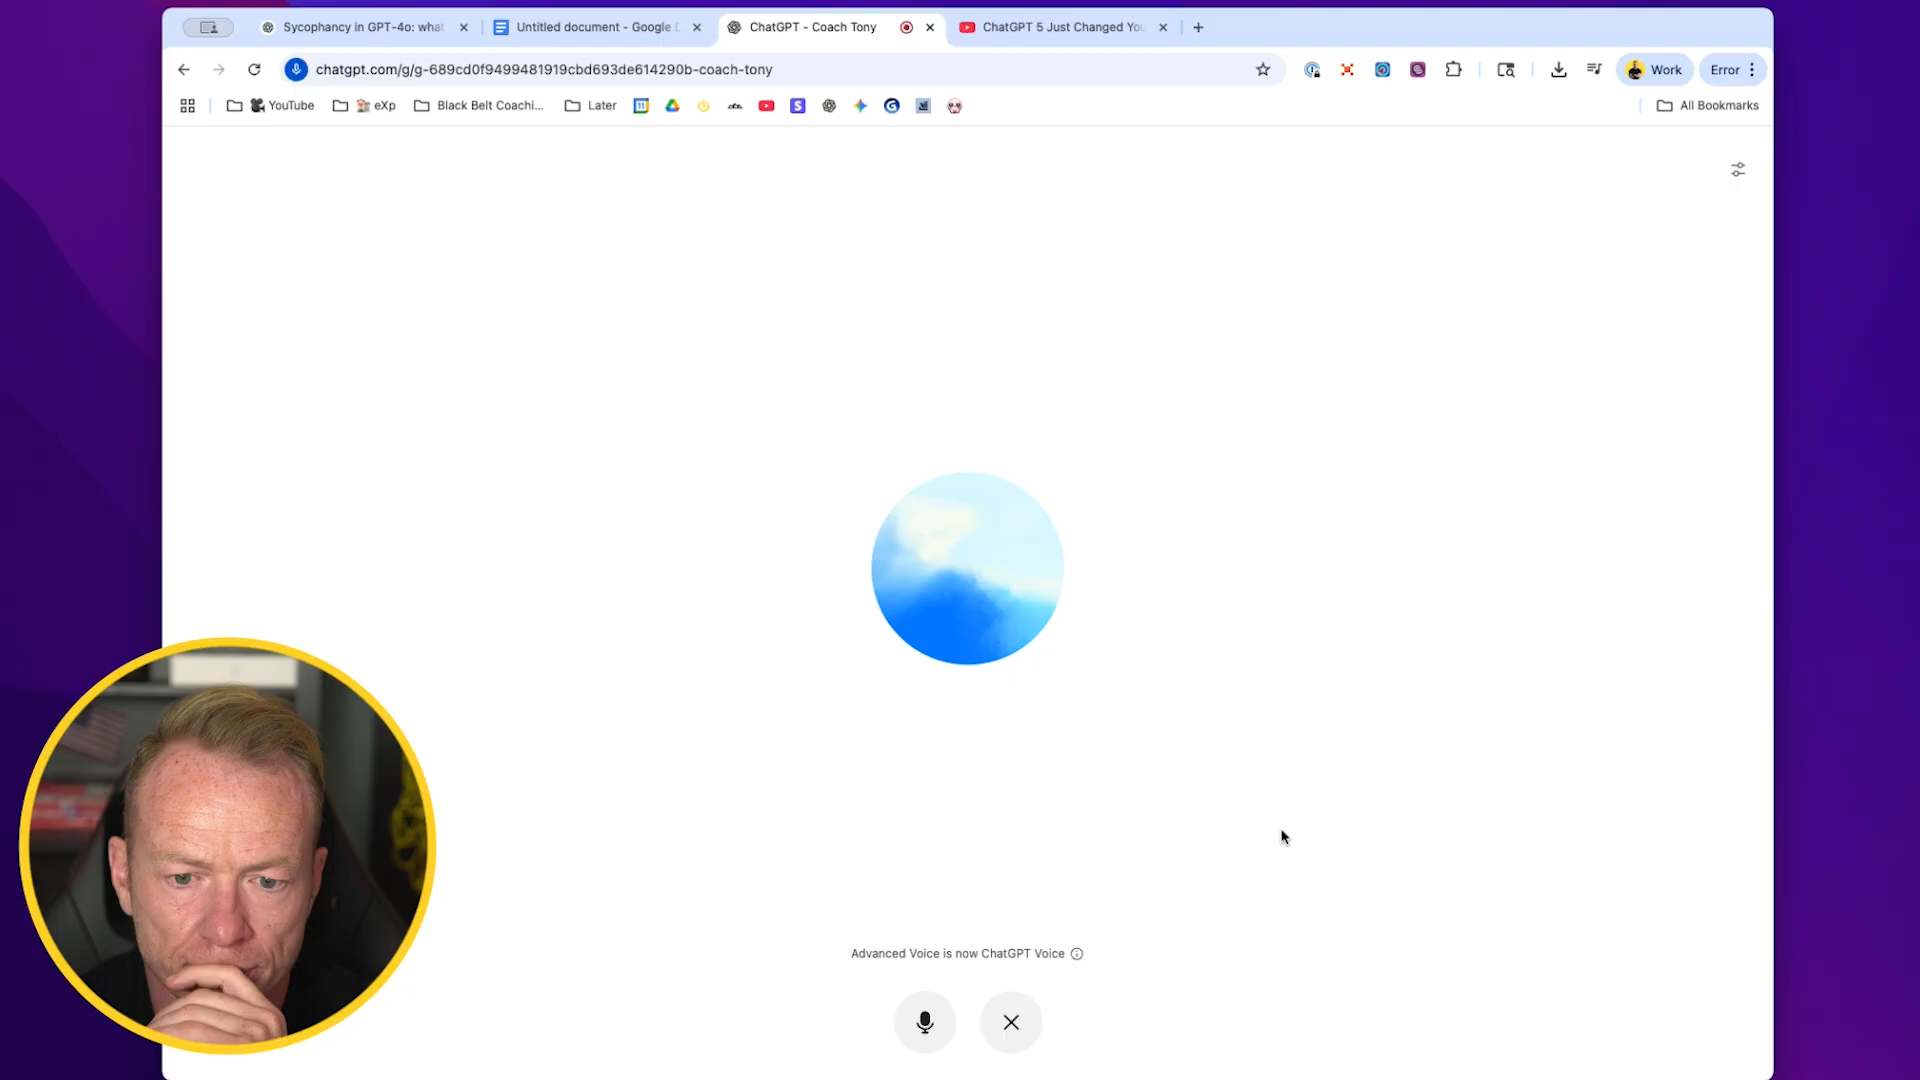 Sycophancy in GPT-4o: what
Untitled document - Google D
ChatGPT - Coach Tony
ChatGPT 5 Just Changed You
chatgpt.com/g/g-689cd0f9499481919cbd693de614290b-coach-tony
Work
Error
YouTube
eXp
Black Belt Coachi...
Later
All Bookmarks
Advanced Voice is now ChatGPT Voice